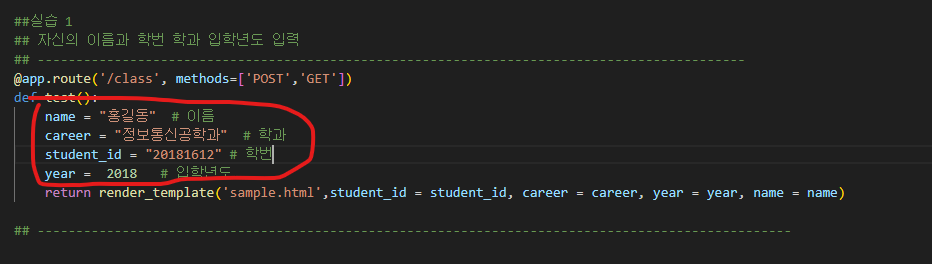 ##실습 1
## 자신의 이름과 학번 학과 입학년도 입력
## -----------------------------------------------------------------------------------------
@app.route('/class', methods=['POST','GET'])
def test():
name = "홍길동" # 이름
career = "정보통신공학과" # 학과
student_id = "20181612" # 학번
year = 2018 # 입학년도
return render_template('sample.html',student_id = student_id, career = career, year = year, name = name)
## -------------------------------------------------------------------------------------------------